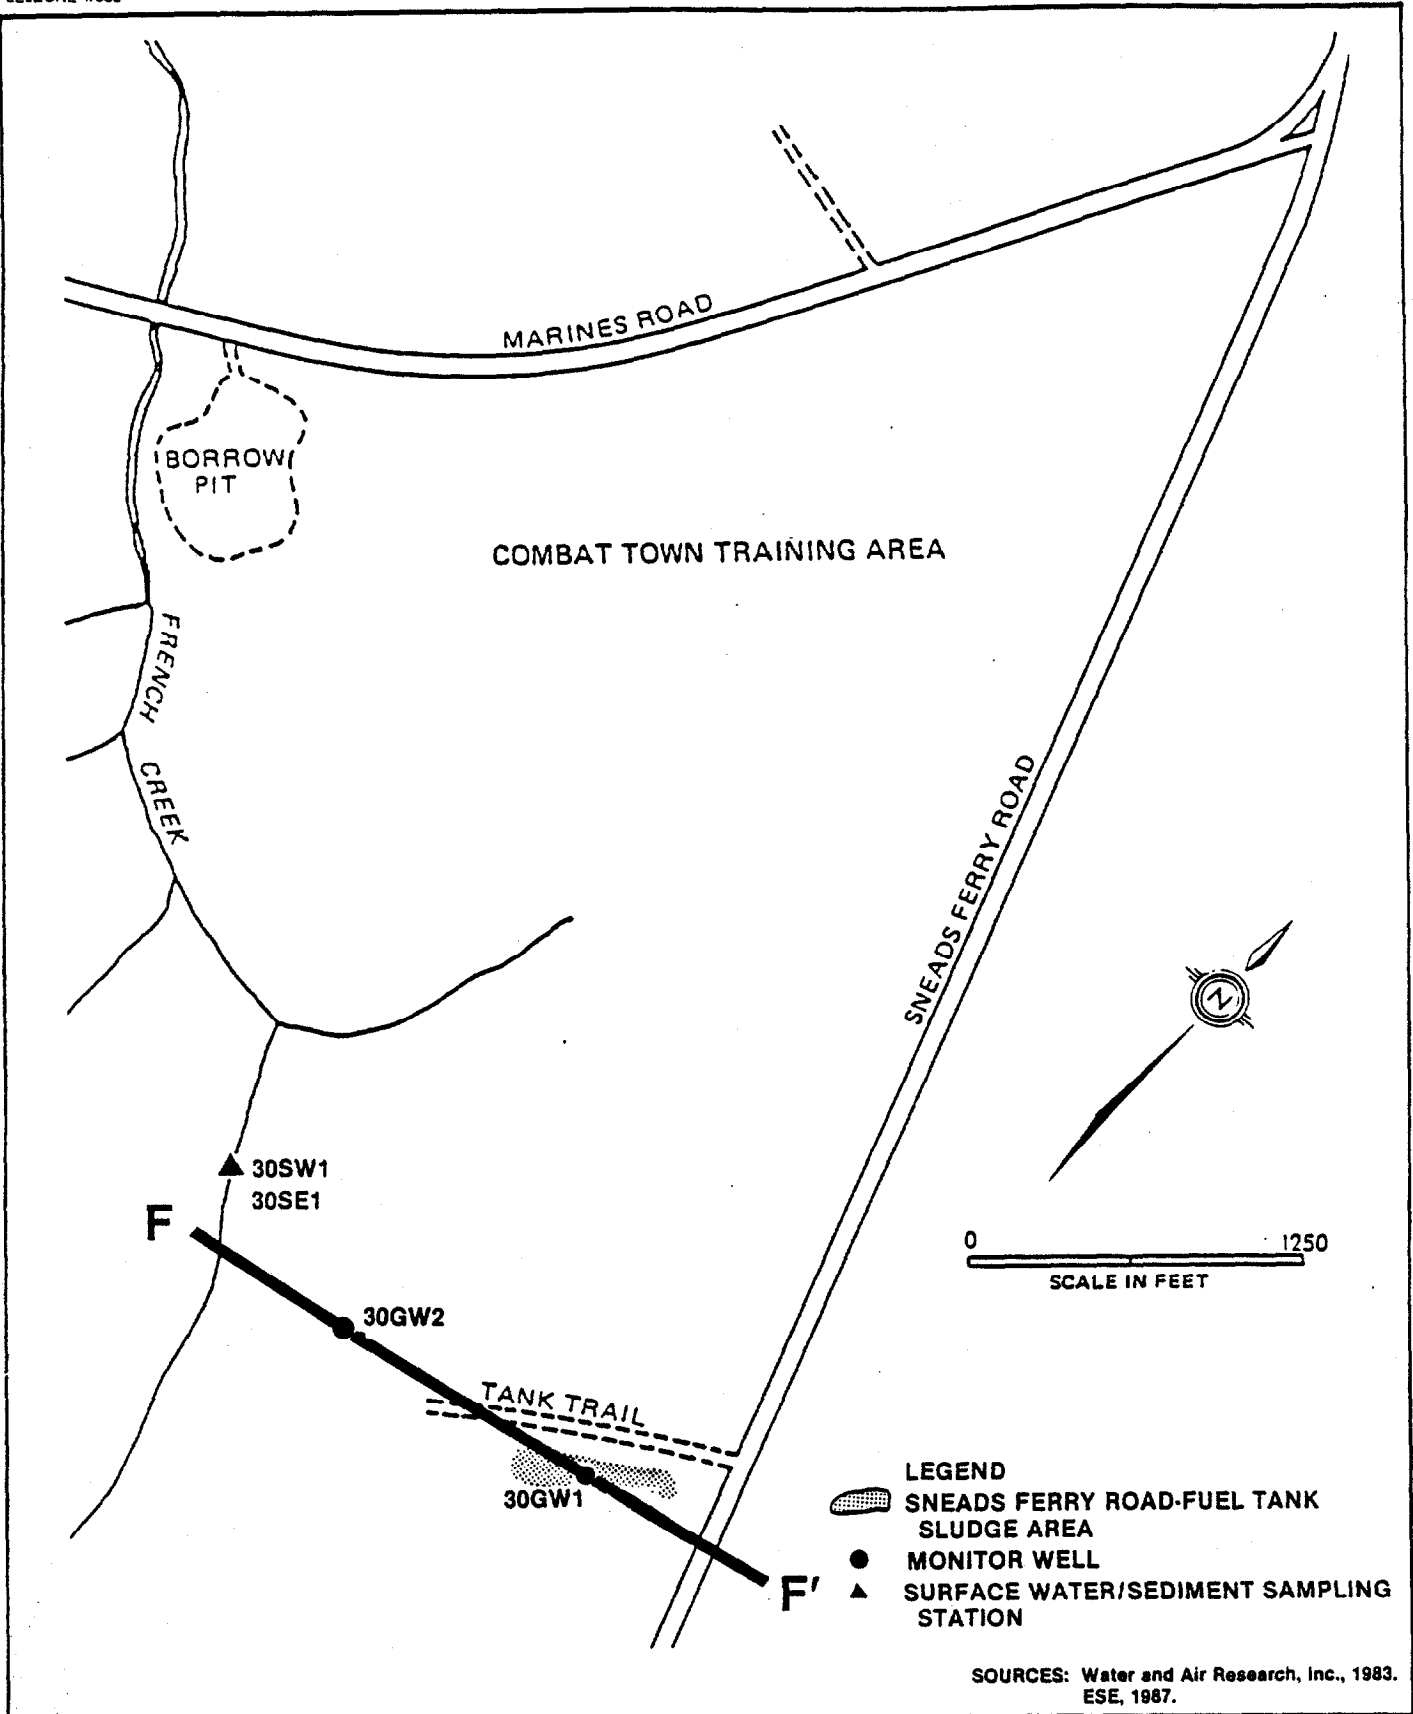 MARINES ROAD
BORROW
PIT
COMBAT TOWN TRAINING AREA
FRENCH
CREEK
SNEADS FERRY ROAD
N
30SW1
30SE1
F
0 1250
SCALE IN FEET
30GW2
TANK TRAIL
30GW1
F'
LEGEND
SNEADS FERRY ROAD-FUEL TANK
SLUDGE AREA
MONITOR WELL
SURFACE WATER/SEDIMENT SAMPLING
STATION
SOURCES: Water and Air Research, Inc., 1983.
ESE, 1987.